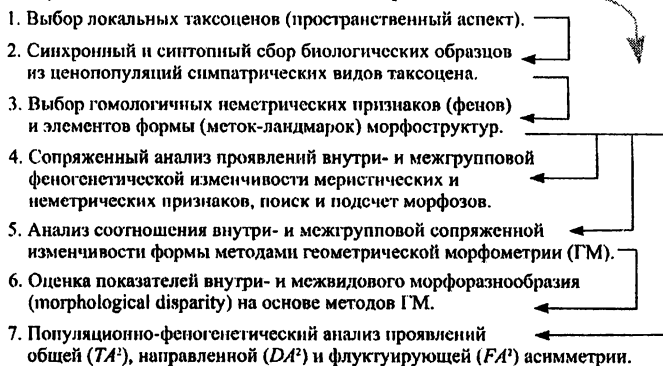 1. Выбор локальных таксоценов (пространственный аспект).
2. Синхронный и синтопный сбор биологических образцов
из ценопопуляций симпатрических видов таксоцена.
3. Выбор гомологичных неметрических признаков (фенов)
и элементов формы (меток-ландмарок) морфоструктур.
4. Сопряженный анализ проявлений внутри- и межгрупповой
феногенетической изменчивости меристических и
неметрических признаков, поиск и подсчет морфозов.
5. Анализ соотношения внутри- и межгрупповой сопряженной
изменчивости формы методами геометрической морфометрии (ГМ).
6. Оценка показателей внутри- и межвидового морфоразнообразия
(morphological disparity) на основе методов ГМ.
7. Популяционно-феногенетический анализ проявлений
общей (TA²), направленной (DA²) и флуктуирующей (FA²) асимметрии.